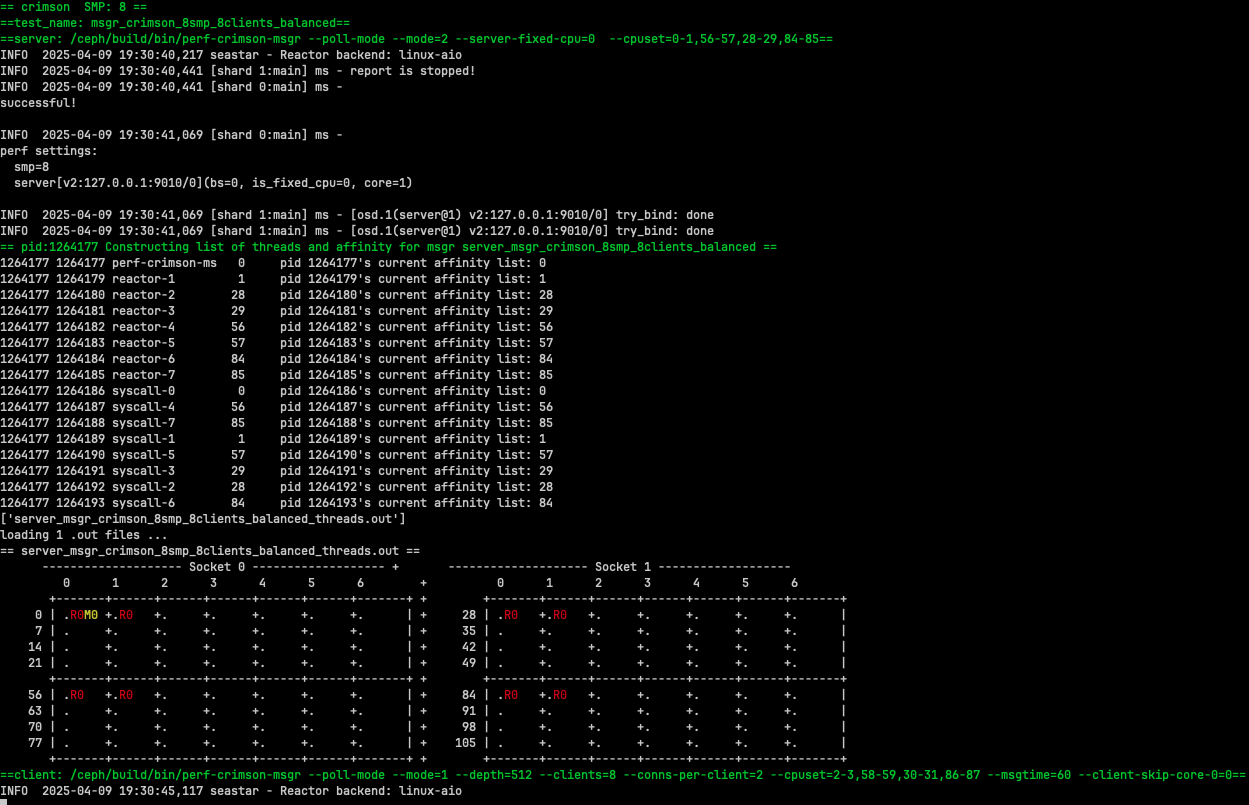 == crimson  SMP: 8 ==
==test_name: msgr_crimson_8smp_8clients_balanced==
==server: /ceph/build/bin/perf-crimson-msgr --poll-mode --mode=2 --server-fixed-cpu=0  --cpuset=0-1,56-57,28-29,84-85==
INFO  2025-04-09 19:30:40,217 seastar - Reactor backend: linux-aio
INFO  2025-04-09 19:30:40,441 [shard 1:main] ms - report is stopped!
INFO  2025-04-09 19:30:40,441 [shard 0:main] ms -
successful!
INFO  2025-04-09 19:30:41,069 [shard 0:main] ms -
perf settings:
  smp=8
  server[v2:127.0.0.1:9010/0](bs=0, is_fixed_cpu=0, core=1)
INFO  2025-04-09 19:30:41,069 [shard 1:main] ms - [osd.1(server@1) v2:127.0.0.1:9010/0] try_bind: done
INFO  2025-04-09 19:30:41,069 [shard 1:main] ms - [osd.1(server@1) v2:127.0.0.1:9010/0] try_bind: done
== pid:1264177 Constructing list of threads and affinity for msgr server_msgr_crimson_8smp_8clients_balanced ==
1264177 1264177 perf-crimson-ms   0     pid 1264177's current affinity list: 0
1264177 1264179 reactor-1         1     pid 1264179's current affinity list: 1
1264177 1264180 reactor-2        28     pid 1264180's current affinity list: 28
1264177 1264181 reactor-3        29     pid 1264181's current affinity list: 29
1264177 1264182 reactor-4        56     pid 1264182's current affinity list: 56
1264177 1264183 reactor-5        57     pid 1264183's current affinity list: 57
1264177 1264184 reactor-6        84     pid 1264184's current affinity list: 84
1264177 1264185 reactor-7        85     pid 1264185's current affinity list: 85
1264177 1264186 syscall-0         0     pid 1264186's current affinity list: 0
1264177 1264187 syscall-4        56     pid 1264187's current affinity list: 56
1264177 1264188 syscall-7        85     pid 1264188's current affinity list: 85
1264177 1264189 syscall-1         1     pid 1264189's current affinity list: 1
1264177 1264190 syscall-5        57     pid 1264190's current affinity list: 57
1264177 1264191 syscall-3        29     pid 1264191's current affinity list: 29
1264177 1264192 syscall-2        28     pid 1264192's current affinity list: 28
1264177 1264193 syscall-6        84     pid 1264193's current affinity list: 84
['server_msgr_crimson_8smp_8clients_balanced_threads.out']
loading 1 .out files ...
== server_msgr_crimson_8smp_8clients_balanced_threads.out ==
      -------------------- Socket 0 ------------------- +       -------------------- Socket 1 -------------------
         0      1      2      3      4      5      6        +          0      1      2      3      4      5      6
       +-------+------+------+------+------+------+-------+ +        +-------+------+------+------+------+------+-------+
     0 | .R0M0 +.R0   +.     +.     +.     +.     +.      | +     28 | .R0   +.R0   +.     +.     +.     +.     +.      |
     7 | .     +.     +.     +.     +.     +.     +.      | +     35 | .     +.     +.     +.     +.     +.     +.      |
    14 | .     +.     +.     +.     +.     +.     +.      | +     42 | .     +.     +.     +.     +.     +.     +.      |
    21 | .     +.     +.     +.     +.     +.     +.      | +     49 | .     +.     +.     +.     +.     +.     +.      |
       +-------+------+------+------+------+------+-------+ +        +-------+------+------+------+------+------+-------+
    56 | .R0   +.R0   +.     +.     +.     +.     +.      | +     84 | .R0   +.R0   +.     +.     +.     +.     +.      |
    63 | .     +.     +.     +.     +.     +.     +.      | +     91 | .     +.     +.     +.     +.     +.     +.      |
    70 | .     +.     +.     +.     +.     +.     +.      | +     98 | .     +.     +.     +.     +.     +.     +.      |
    77 | .     +.     +.     +.     +.     +.     +.      | +    105 | .     +.     +.     +.     +.     +.     +.      |
       +-------+------+------+------+------+------+-------+ +        +-------+------+------+------+------+------+-------+
==client: /ceph/build/bin/perf-crimson-msgr --poll-mode --mode=1 --depth=512 --clients=8 --conns-per-client=2 --cpuset=2-3,58-59,30-31,86-87 --msgtime=60 --client-skip-core-0=0==
INFO  2025-04-09 19:30:45,117 seastar - Reactor backend: linux-aio